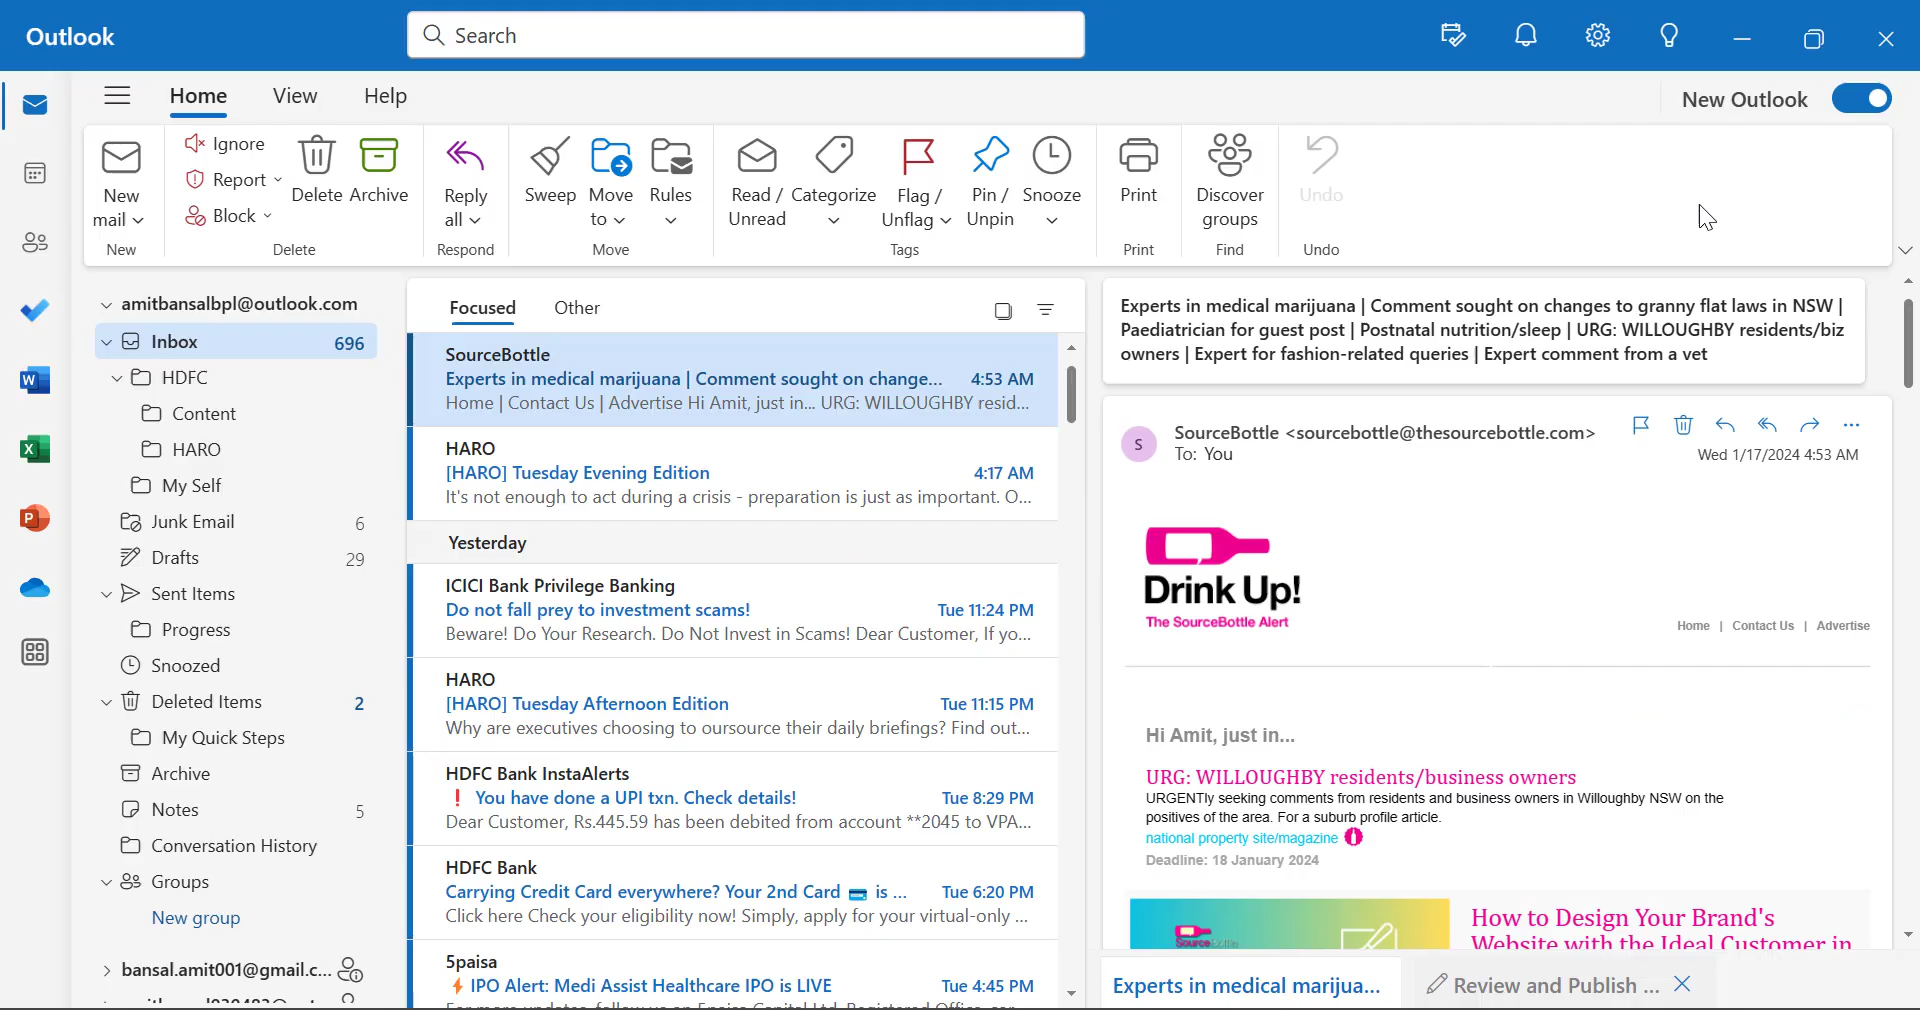 Outlook
Search
Home View Help
New Outlook
New mail
Ignore
Report
Block
Delete Archive
Reply all
Sweep
Move to
Rules
Read / Unread
Categorize
Flag / Unflag
Pin / Unpin
Snooze
Print
Discover groups
Undo
New Delete Respond Move Tags Print Find Undo
amitbansalbpl@outlook.com
Inbox 696
HDFC
Content
HARO
My Self
Junk Email 6
Drafts 29
Sent Items
Progress
Snoozed
Deleted Items 2
My Quick Steps
Archive
Notes 5
Conversation History
Groups
New group
bansal.amit001@gmail.c...
Focused Other
SourceBottle
Experts in medical marijuana | Comment sought on change... 4:53 AM
Home | Contact Us | Advertise Hi Amit, just in... URG: WILLOUGHBY resid...
HARO
[HARO] Tuesday Evening Edition 4:17 AM
It's not enough to act during a crisis - preparation is just as important. O...
Yesterday
ICICI Bank Privilege Banking
Do not fall prey to investment scams! Tue 11:24 PM
Beware! Do Your Research. Do Not Invest in Scams! Dear Customer, If yo...
HARO
[HARO] Tuesday Afternoon Edition Tue 11:15 PM
Why are executives choosing to oursource their daily briefings? Find out...
HDFC Bank InstaAlerts
❗ You have done a UPI txn. Check details! Tue 8:29 PM
Dear Customer, Rs.445.59 has been debited from account **2045 to VPA...
HDFC Bank
Carrying Credit Card everywhere? Your 2nd Card 💳 is ... Tue 6:20 PM
Click here Check your eligibility now! Simply, apply for your virtual-only ...
5paisa
⚡ IPO Alert: Medi Assist Healthcare IPO is LIVE Tue 4:45 PM
Experts in medical marijuana | Comment sought on changes to granny flat laws in NSW |
Paediatrician for guest post | Postnatal nutrition/sleep | URG: WILLOUGHBY residents/biz
owners | Expert for fashion-related queries | Expert comment from a vet
S
SourceBottle <sourcebottle@thesourcebottle.com>
To: You
Wed 1/17/2024 4:53 AM
Drink Up!
The SourceBottle Alert
Home | Contact Us | Advertise
Hi Amit, just in...
URG: WILLOUGHBY residents/business owners
URGENTly seeking comments from residents and business owners in Willoughby NSW on the
positives of the area. For a suburb profile article.
national property site/magazine
Deadline: 18 January 2024
SourceBottle
How to Design Your Brand's
Website with the Ideal Customer in
Experts in medical marijua...
Review and Publish ...